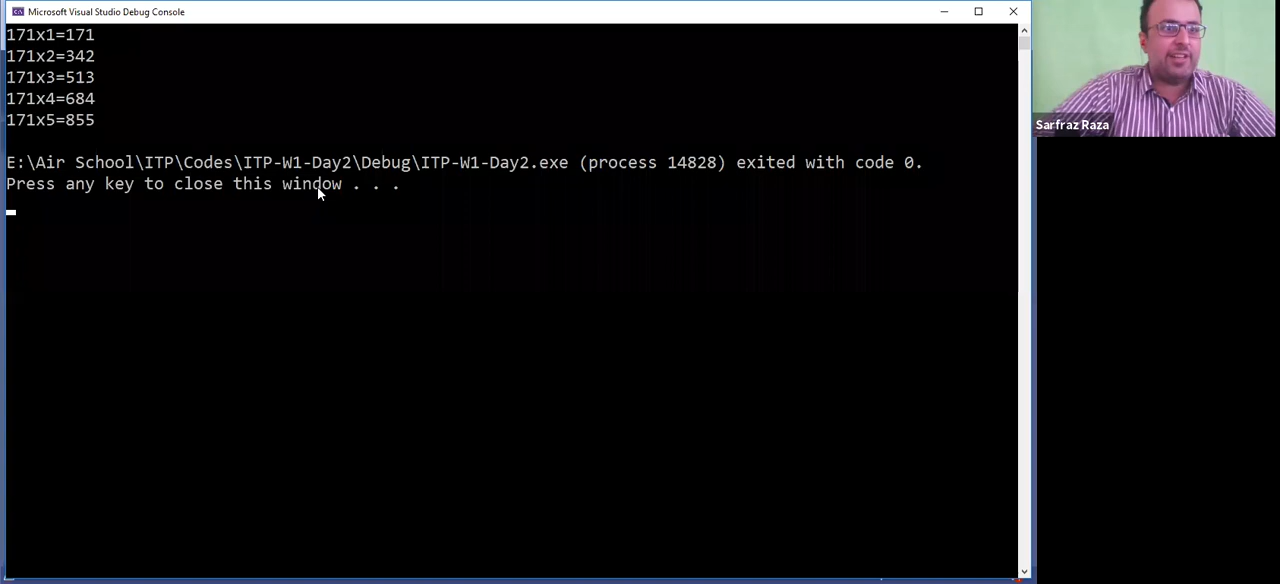 Microsoft Visual Studio Debug Console
171x1=171
171x2=342
171x3=513
171x4=684
171x5=855
E:\Air School\ITP\Codes\ITP-W1-Day2\Debug\ITP-W1-Day2.exe (process 14828) exited with code 0.
Press any key to close this window . . .
Sarfraz Raza